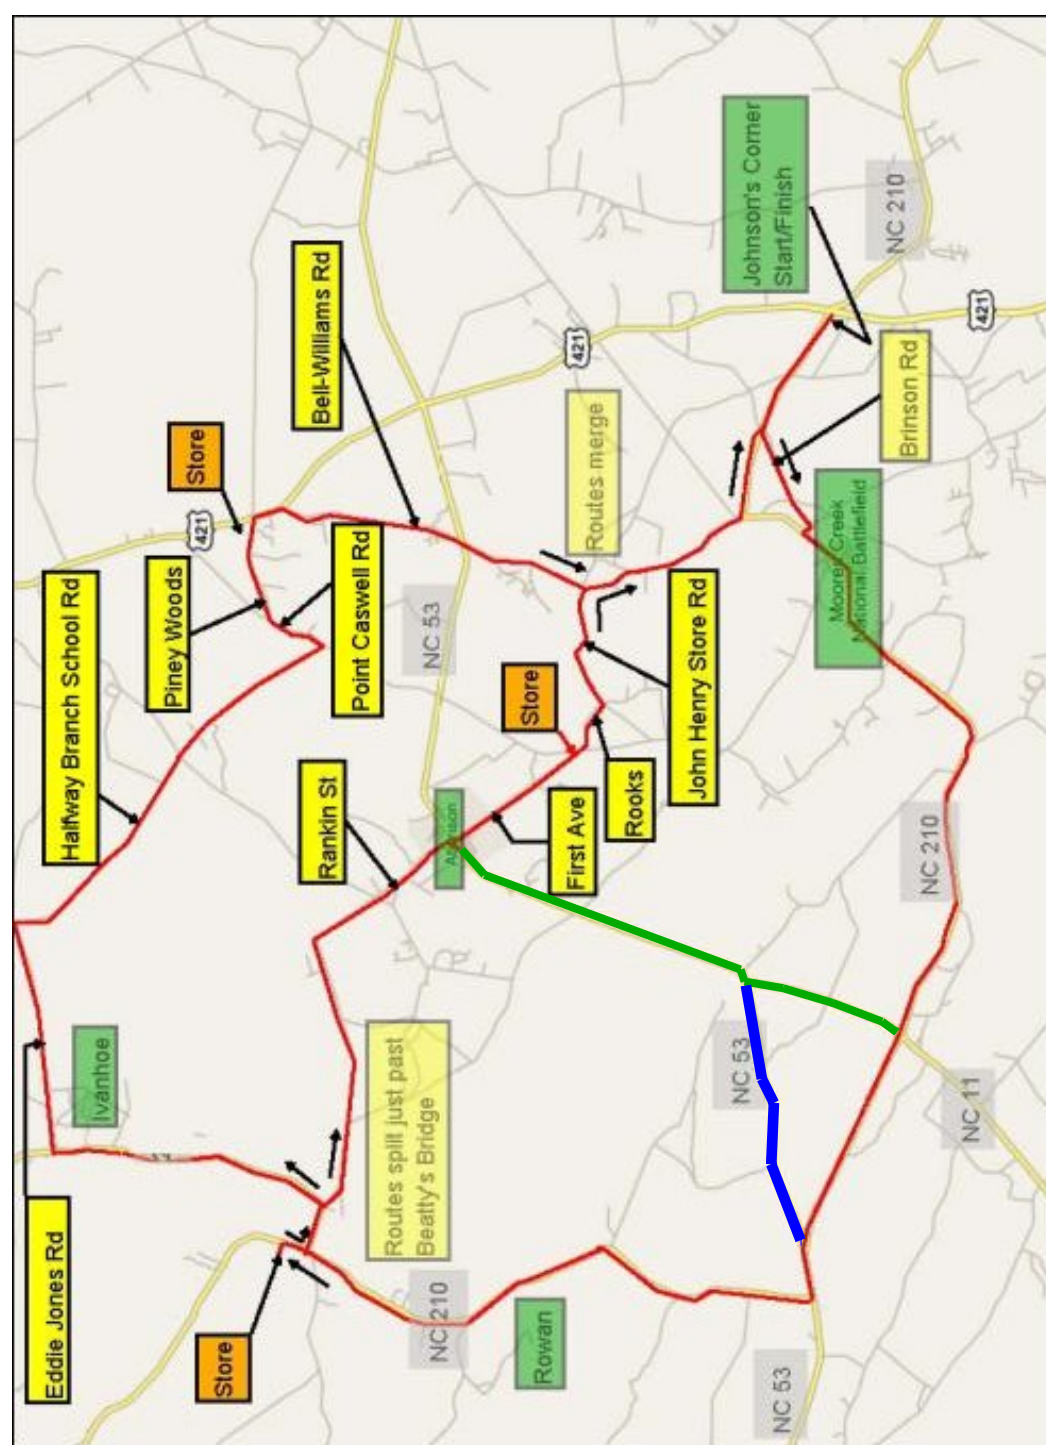 Johnson's Corner
Start/Finish
NC 210
Bell-Williams Rd
421
421
Brinson Rd
Routes merge
Store
421
Halfway Branch School Rd
Piney Woods
Point Caswell Rd
NC 53
Moores Creek
National Battlefield
Store
John Henry Store Rd
Rankin St
Atkinson
First Ave
Rooks
NC 210
Ivanhoe
Routes split just past
Beatty's Bridge
NC 53
NC 11
Eddie Jones Rd
Store
NC 210
Rowan
NC 53